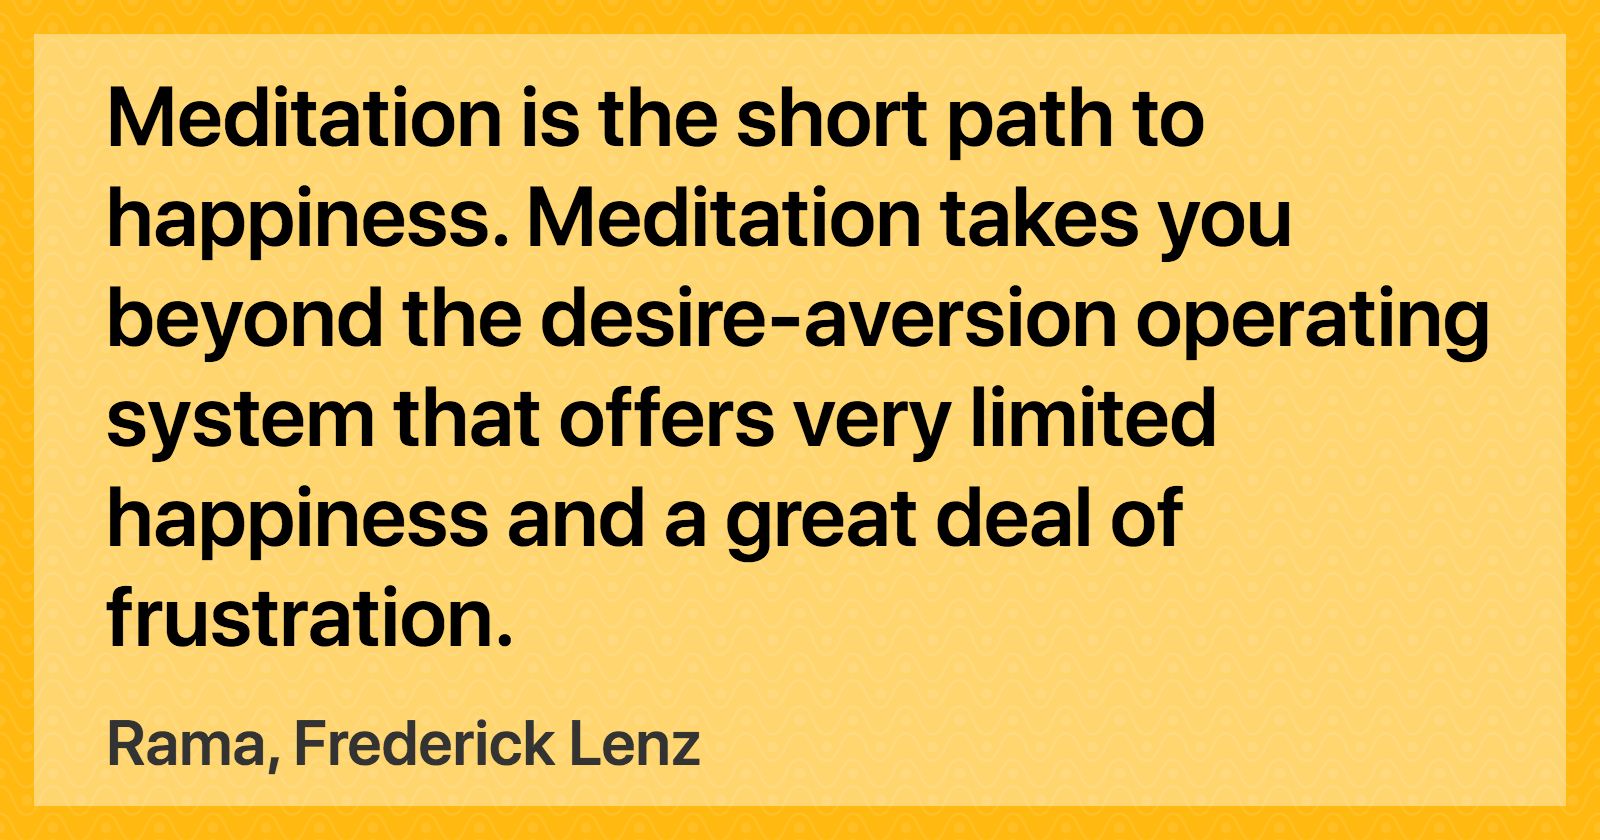 Meditation is the short path to
happiness. Meditation takes you
beyond the desire-aversion operating
system that offers very limited
happiness and a great deal of
frustration.
Rama, Frederick Lenz